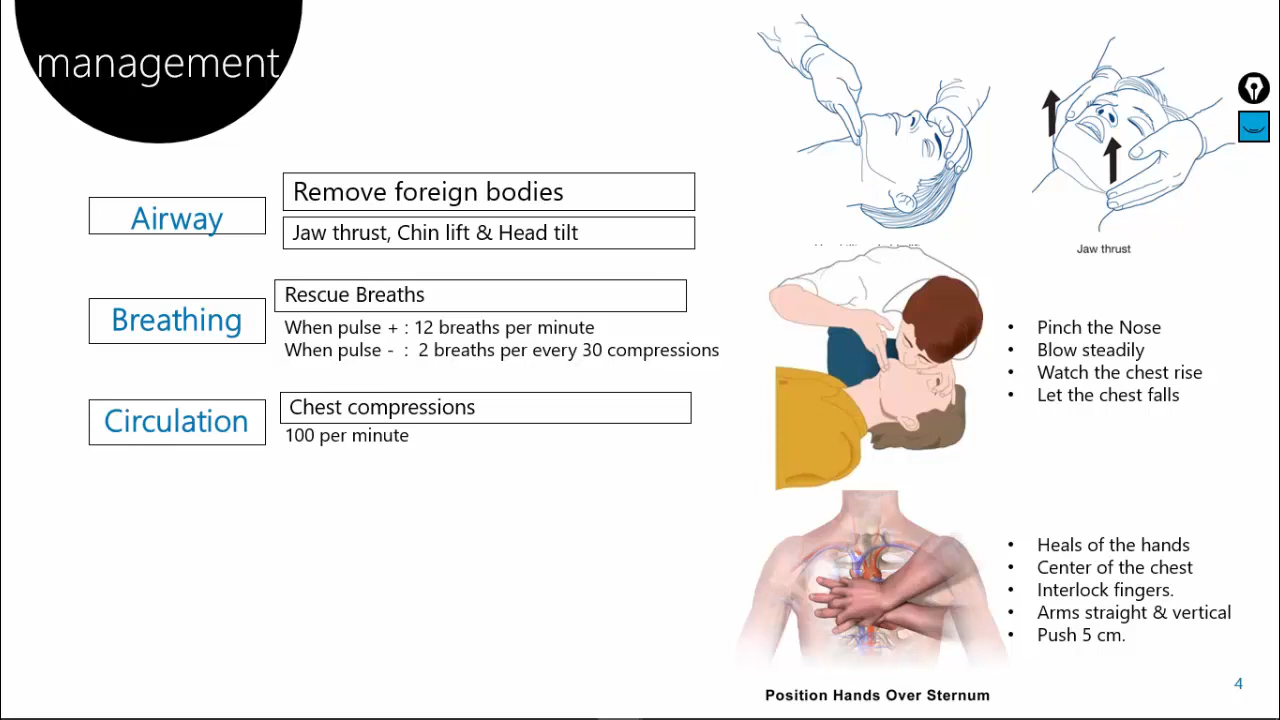 management
Airway
Remove foreign bodies
Jaw thrust, Chin lift & Head tilt
Jaw thrust
Breathing
Rescue Breaths
When pulse + : 12 breaths per minute
When pulse -  :  2 breaths per every 30 compressions
• Pinch the Nose
• Blow steadily
• Watch the chest rise
• Let the chest falls
Circulation
Chest compressions
100 per minute
• Heals of the hands
• Center of the chest
• Interlock fingers.
• Arms straight & vertical
• Push 5 cm.
Position Hands Over Sternum
4